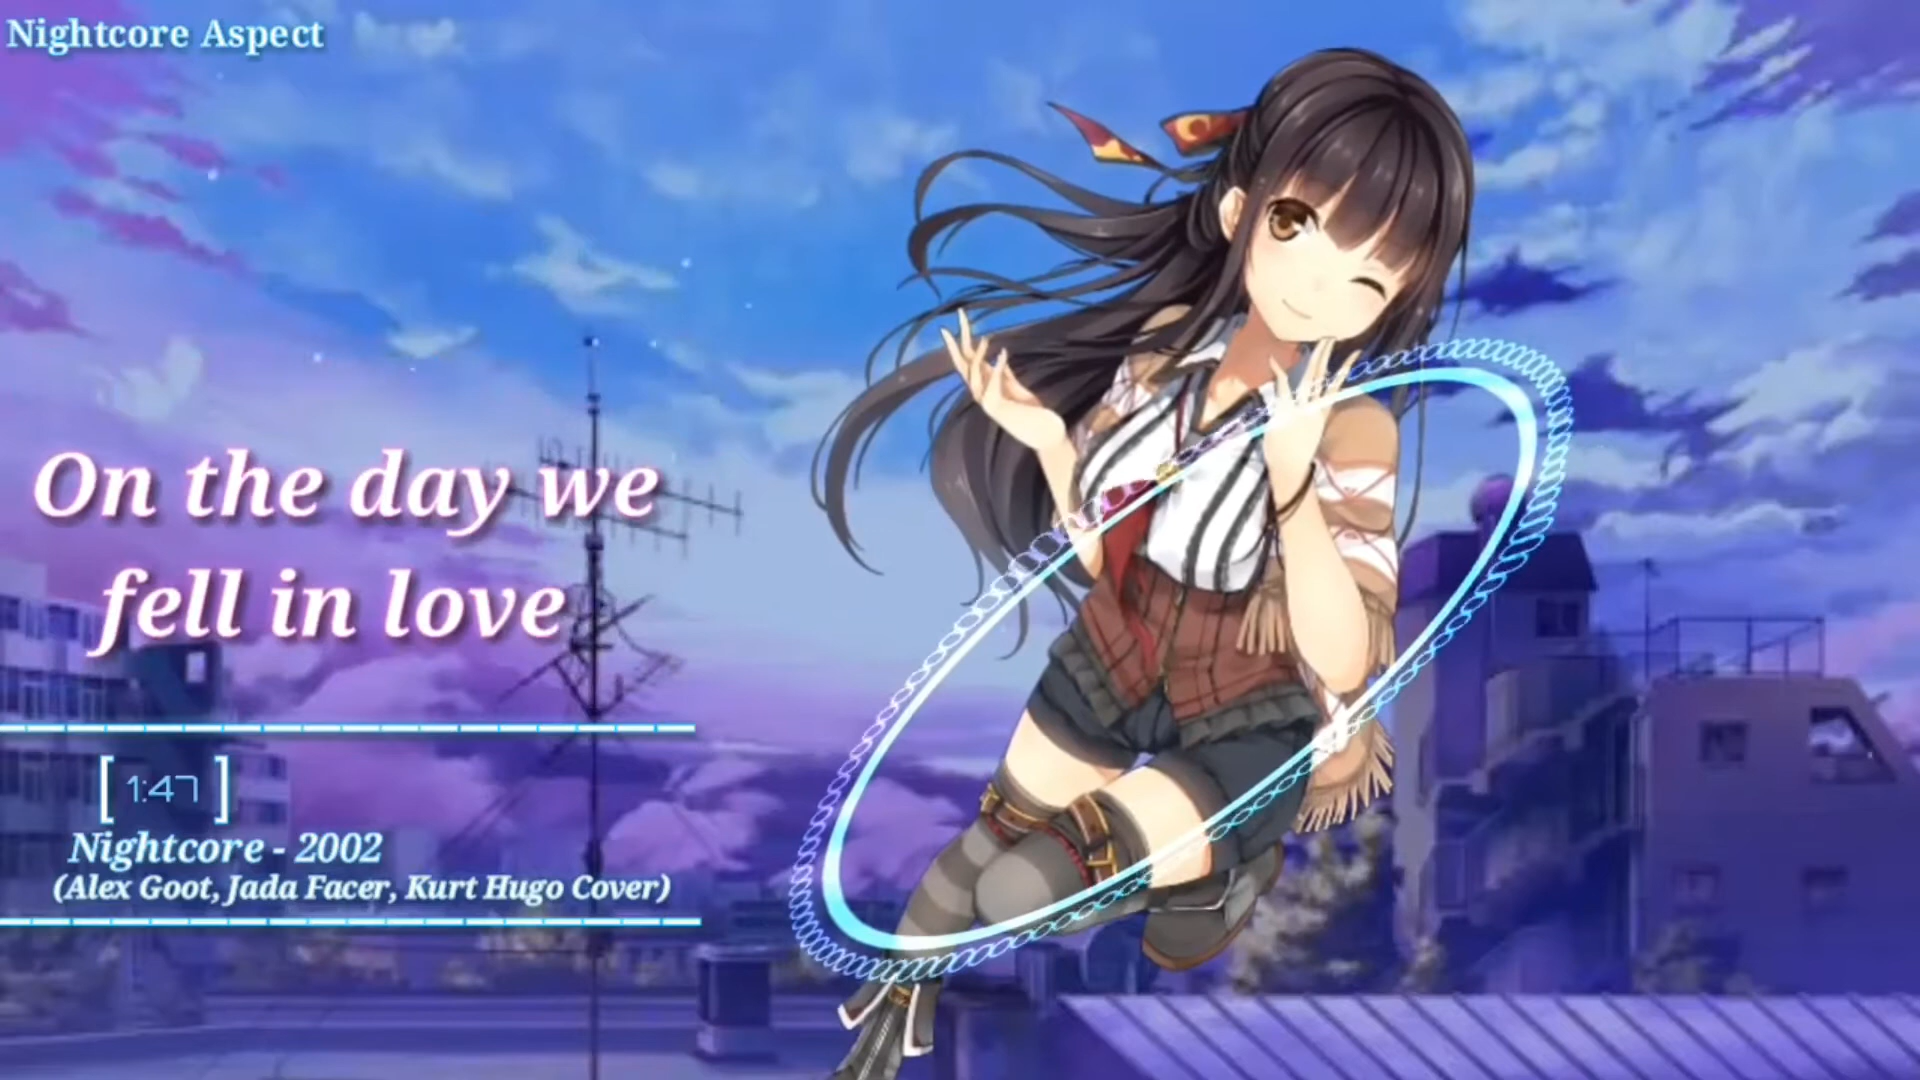 Nightcore Aspect
On the day we
fell in love
[ 1:47 ]
Nightcore - 2002
(Alex Goot, Jada Facer, Kurt Hugo Cover)